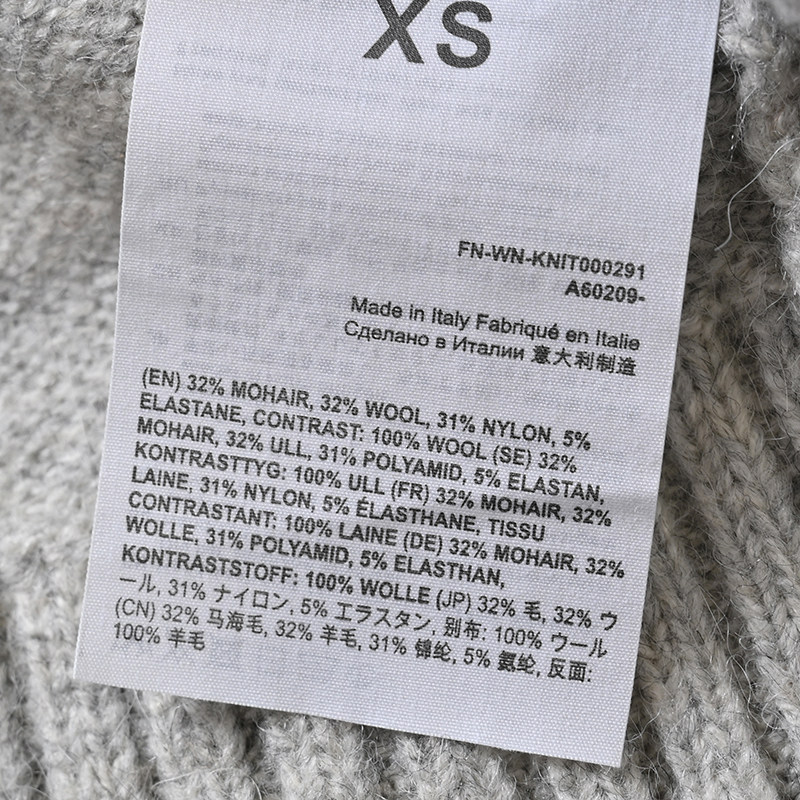 XS
FN-WN-KNIT000291
A60209-
Made in Italy Fabriqué en Italie
Сделано в Италии 意大利制造
(EN) 32% MOHAIR, 32% WOOL, 31% NYLON, 5%
ELASTANE, CONTRAST: 100% WOOL (SE) 32%
MOHAIR, 32% ULL, 31% POLYAMID, 5% ELASTAN,
KONTRASTTYG: 100% ULL (FR) 32% MOHAIR, 32%
LAINE, 31% NYLON, 5% ÉLASTHANE, TISSU
CONTRASTANT: 100% LAINE (DE) 32% MOHAIR, 32%
WOLLE, 31% POLYAMID, 5% ELASTHAN,
KONTRASTSTOFF: 100% WOLLE (JP) 32% 毛, 32% ウ
ール, 31% ナイロン, 5% エラスタン, 別布: 100% ウール
(CN) 32% 马海毛, 32% 羊毛, 31% 锦纶, 5% 氨纶, 反面:
100% 羊毛